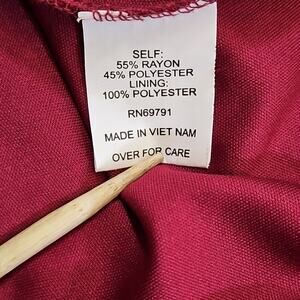 SELF:
55% RAYON
45% POLYESTER
LINING:
100% POLYESTER
RN69791
MADE IN VIET NAM
OVER FOR CARE